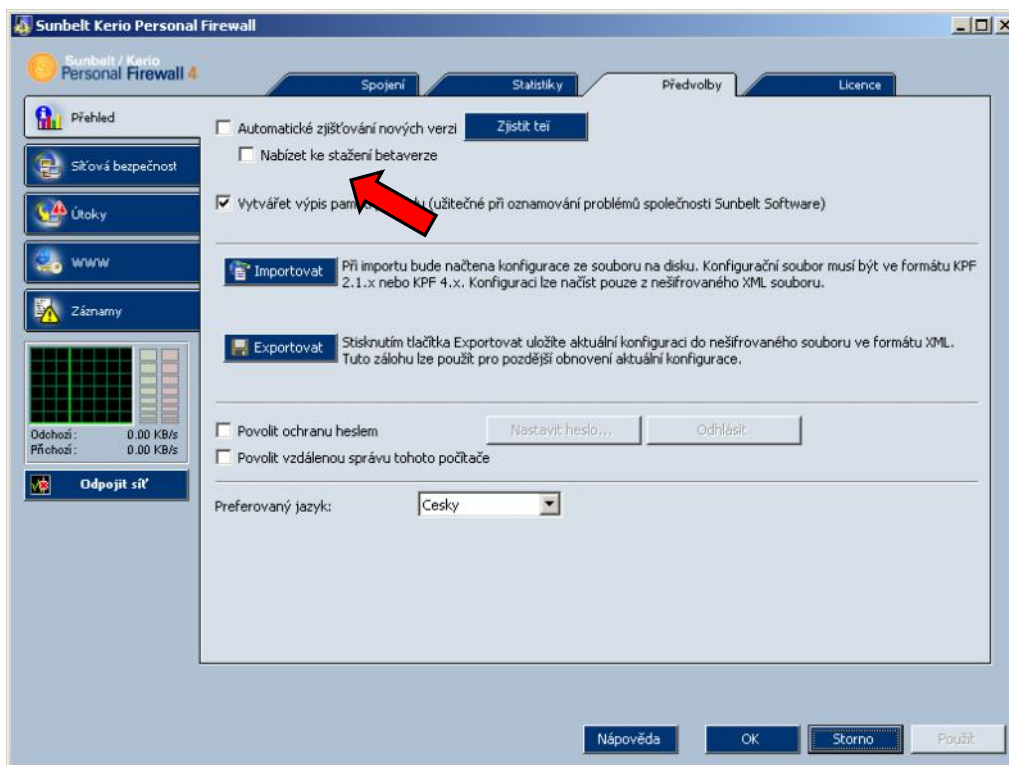 Sunbelt Kerio Personal Firewall
Sunbelt / Kerio
Personal Firewall 4
Spojení
Statistiky
Předvolby
Licence
Přehled
Síťová bezpečnost
Útoky
WWW
Záznamy
Odchozí: 0.00 KB/s
Příchozí: 0.00 KB/s
Odpojit síť
Automatické zjišťování nových verzi
Zjistit teï
Nabízet ke stažení betaverze
Vytvářet výpis (užitečné při oznamování problémů společnosti Sunbelt Software)
Importovat
Při importu bude načtena konfigurace ze souboru na disku. Konfigurační soubor musí být ve formátu KPF
2.1.x nebo KPF 4.x. Konfiguraci lze načíst pouze z nešifrovaného XML souboru.
Exportovat
Stisknutím tlačítka Exportovat uložíte aktuální konfiguraci do nešifrovaného souboru ve formátu XML.
Tuto zálohu lze použít pro pozdější obnovení aktuální konfigurace.
Povolit ochranu heslem
Nastavit heslo...
Odhlásit
Povolit vzdálenou správu tohoto počítače
Preferovaný jazyk:
Cesky
Nápověda
OK
Storno
Použít